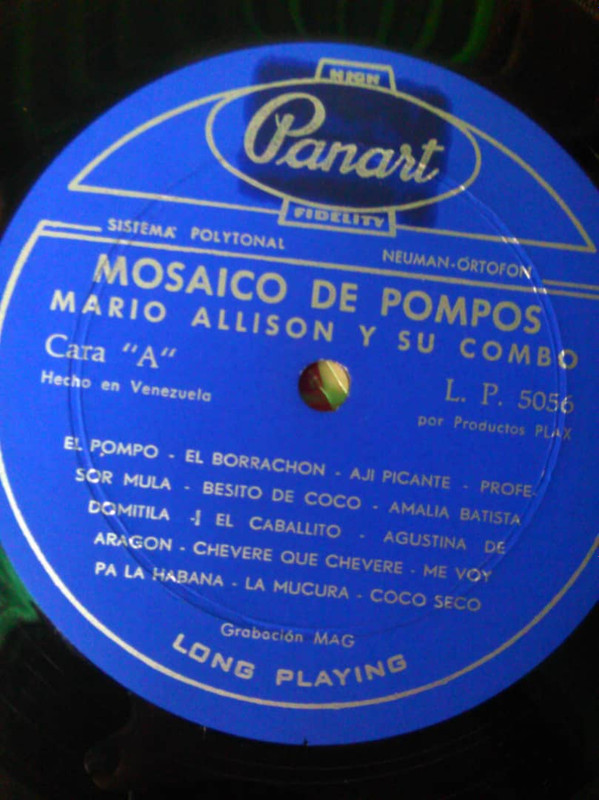 HIGH
Panart
FIDELITY
SISTEMA POLYTONAL
NEUMAN-ORTOFON
MOSAICO DE POMPOS
MARIO ALLISON Y SU COMBO
Cara "A"
Hecho en Venezuela
L. P. 5056
por Productos PLAX
EL POMPO - EL BORRACHON - AJI PICANTE - PROFE-
SOR MULA - BESITO DE COCO - AMALIA BATISTA
DOMITILA - EL CABALLITO - AGUSTINA DE
ARAGON - CHEVERE QUE CHEVERE - ME VOY
PA LA HABANA - LA MUCURA - COCO SECO
Grabación MAG
LONG PLAYING